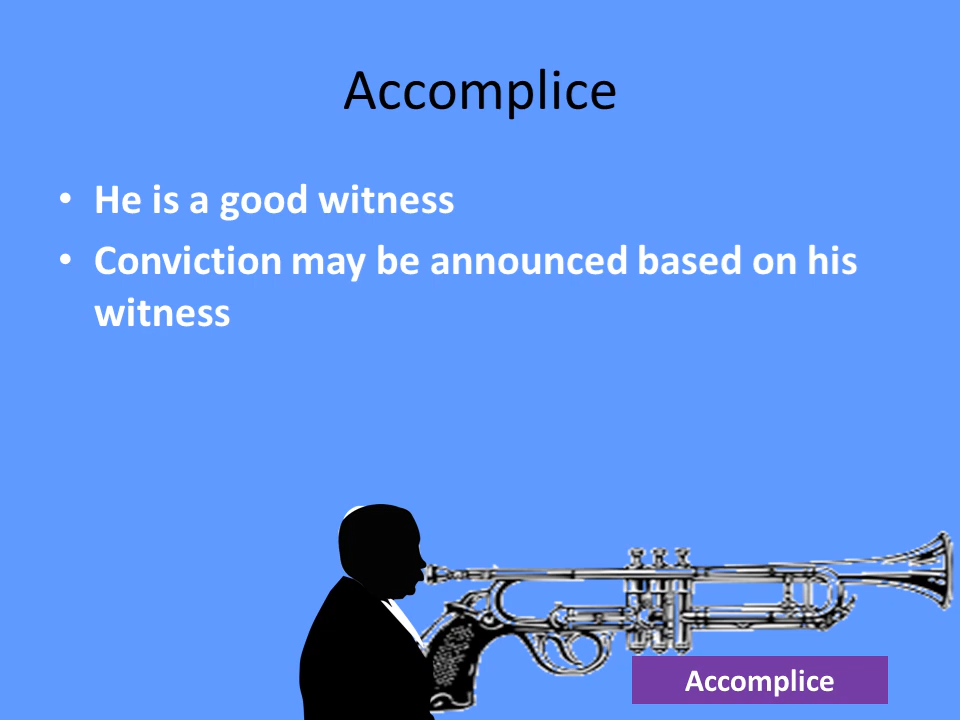 Accomplice
• He is a good witness
• Conviction may be announced based on his
witness
Accomplice